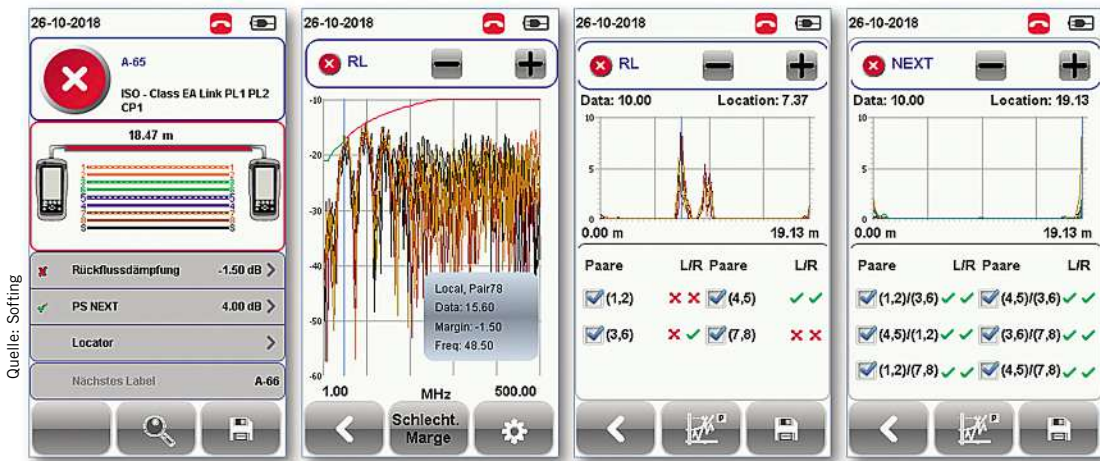 Quelle: Softing
26-10-2018
A-65
ISO - Class EA Link PL1 PL2
CP1
18.47 m
Rückflussdämpfung -1.50 dB
PS NEXT 4.00 dB
Locator
Nächstes Label A-66
26-10-2018
RL
-10
-20
-30
-40
-50
-60
Local, Pair78
Data: 15.60
Margin: -1.50
Freq: 48.50
1.00 MHz 500.00
Schlecht.
Marge
26-10-2018
RL
Data: 10.00 Location: 7.37
10
5
0
0.00 m 19.13 m
Paare L/R Paare L/R
(1,2) (4,5)
(3,6) (7,8)
26-10-2018
NEXT
Data: 10.00 Location: 19.13
10
5
0
0.00 m 19.13 m
Paare L/R Paare L/R
(1,2)/(3,6) (4,5)/(3,6)
(4,5)/(1,2) (3,6)/(7,8)
(1,2)/(7,8) (4,5)/(7,8)